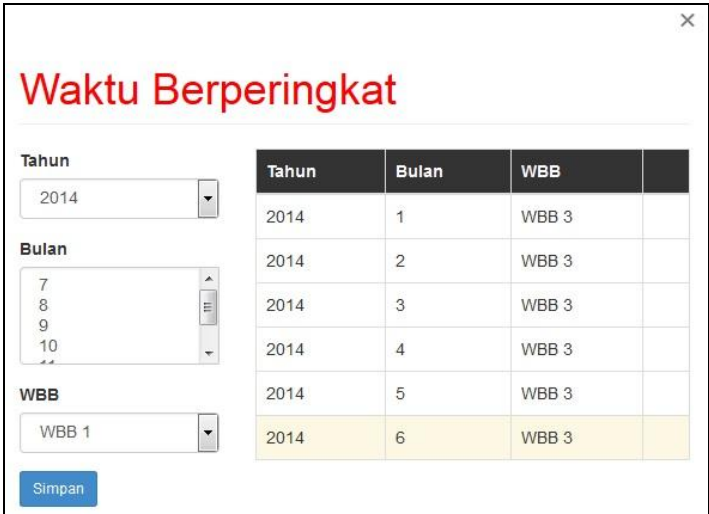 ×
Waktu Berperingkat
Tahun
2014
Bulan
7
8
9
10
WBB
WBB 1
Simpan
Tahun Bulan WBB
2014 1 WBB 3
2014 2 WBB 3
2014 3 WBB 3
2014 4 WBB 3
2014 5 WBB 3
2014 6 WBB 3